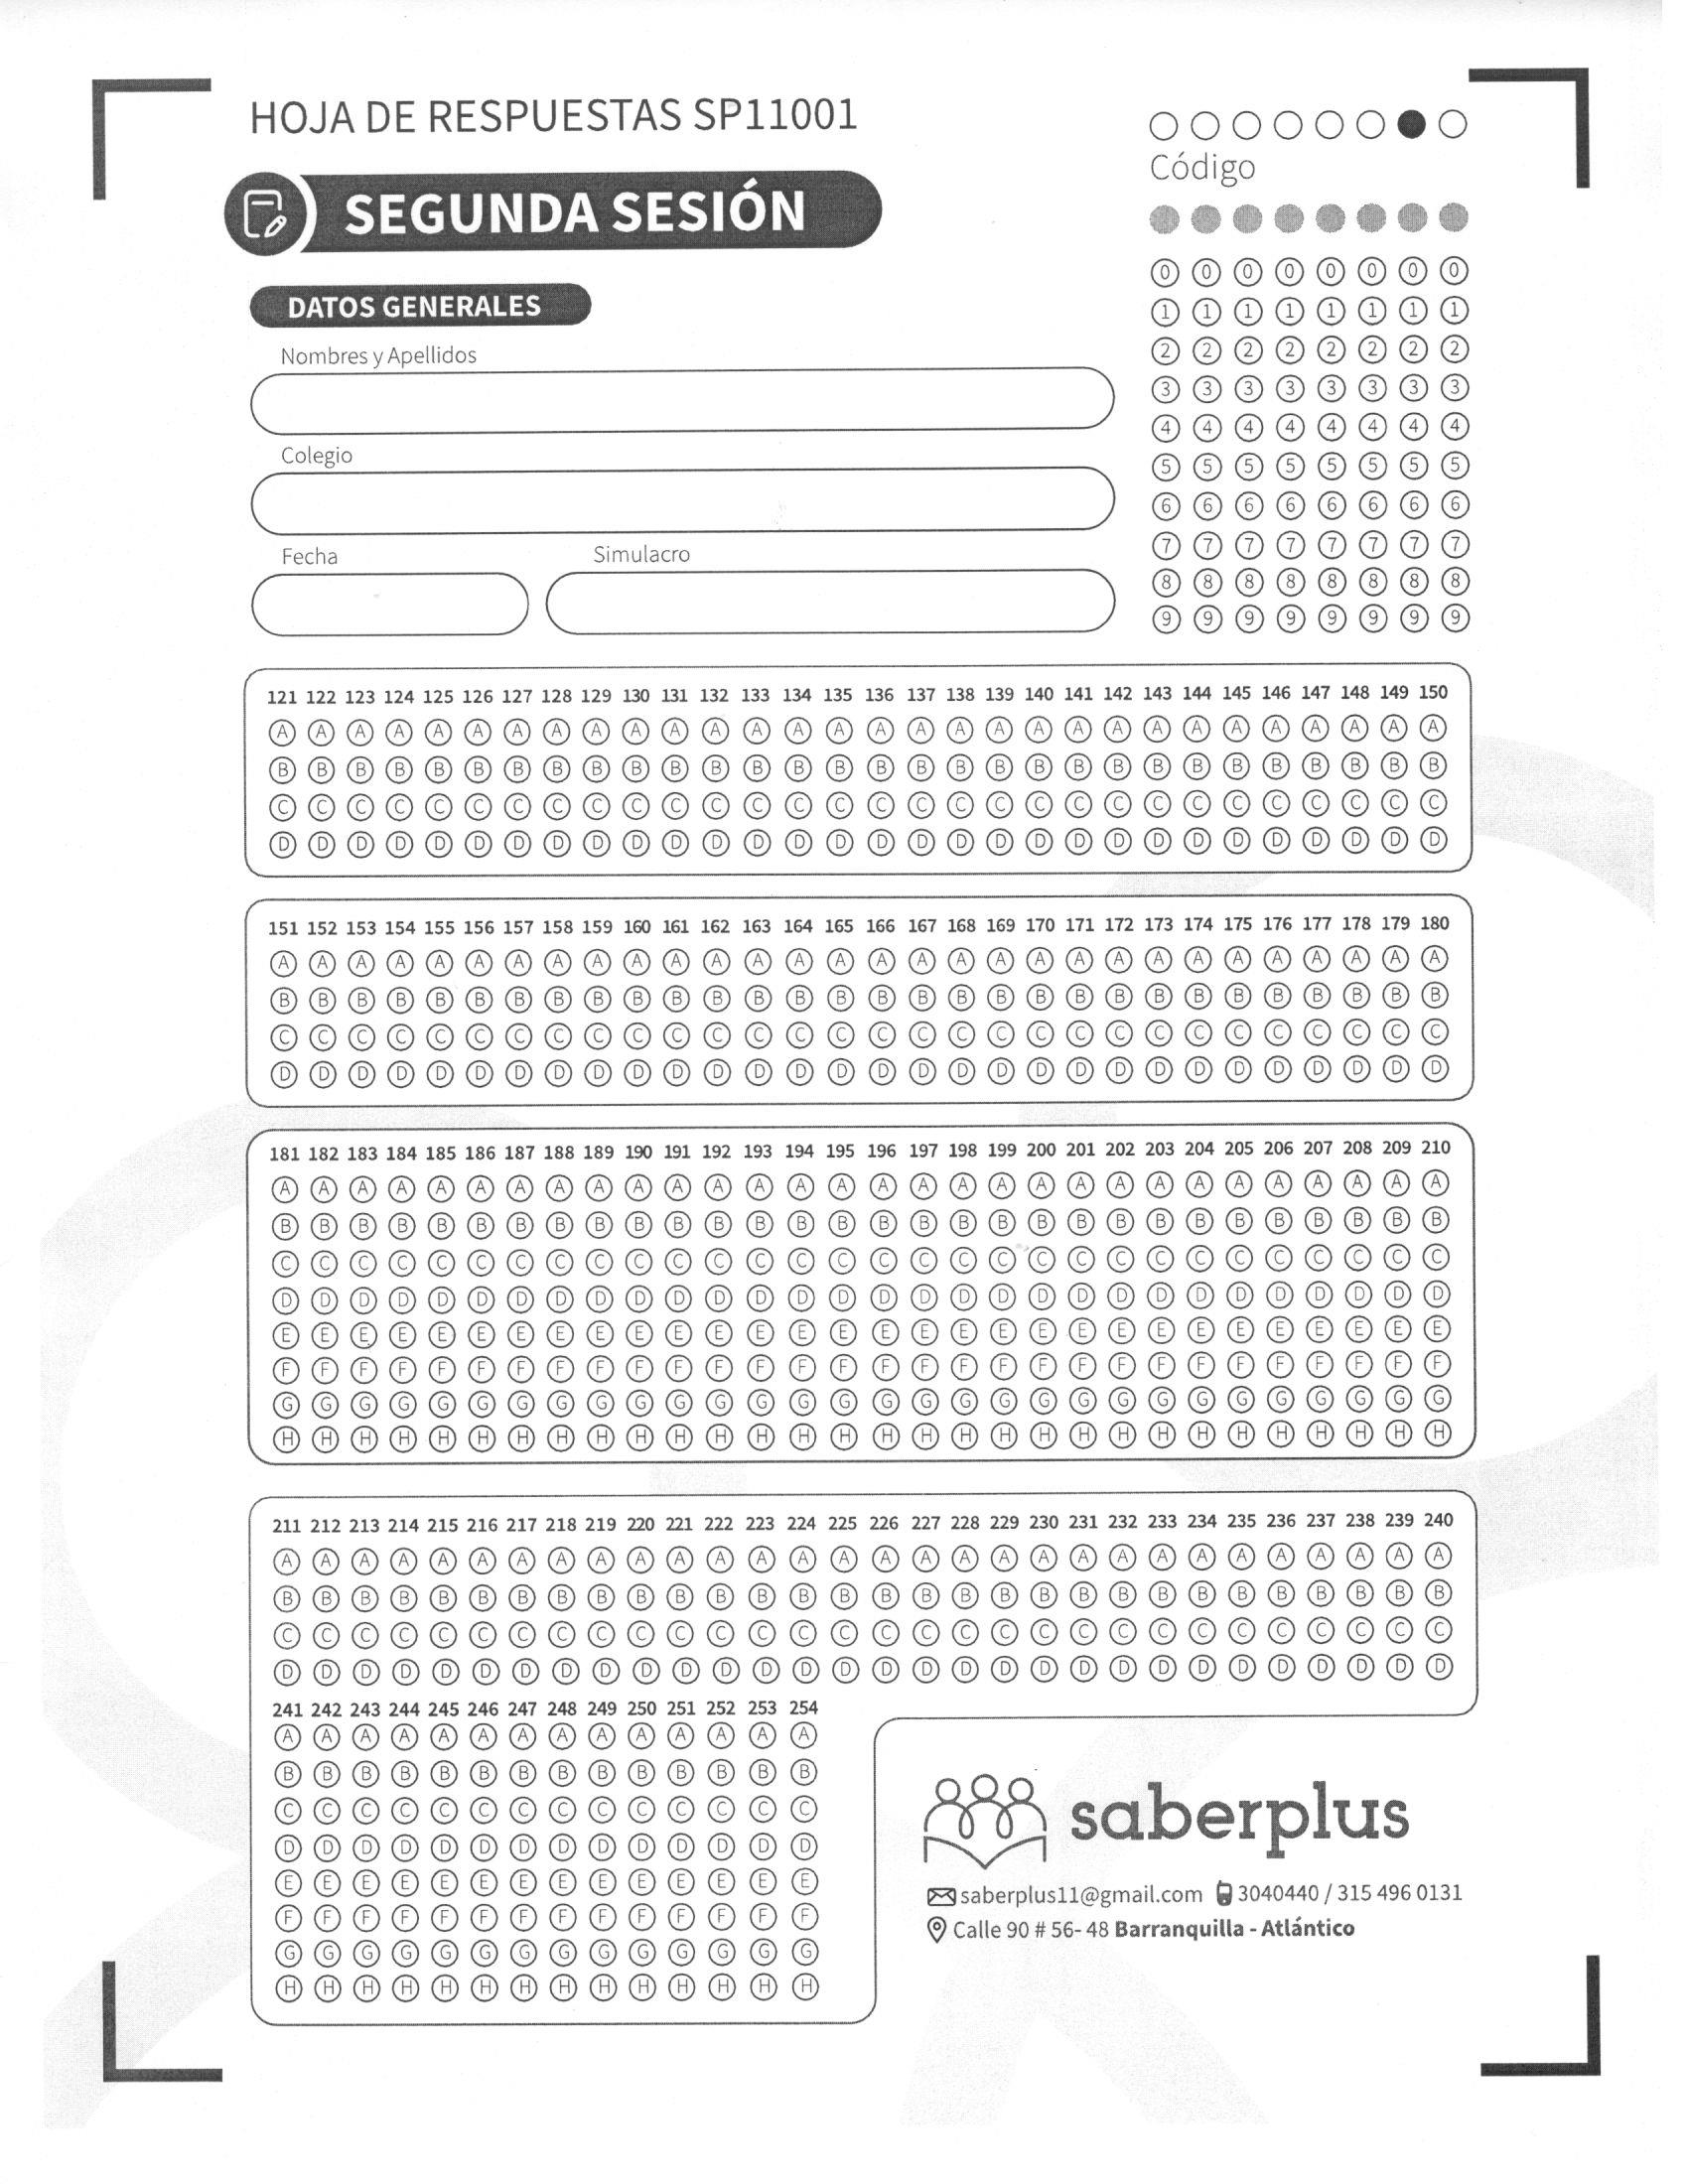 HOJA DE RESPUESTAS SP11001
SEGUNDA SESIÓN
Código
0 0 0 0 0 0 0 0
1 1 1 1 1 1 1 1
2 2 2 2 2 2 2 2
3 3 3 3 3 3 3 3
4 4 4 4 4 4 4 4
5 5 5 5 5 5 5 5
6 6 6 6 6 6 6 6
7 7 7 7 7 7 7 7
8 8 8 8 8 8 8 8
9 9 9 9 9 9 9 9
DATOS GENERALES
Nombres y Apellidos
Colegio
Fecha Simulacro
121 122 123 124 125 126 127 128 129 130 131 132 133 134 135 136 137 138 139 140 141 142 143 144 145 146 147 148 149 150
A A A A A A A A A A A A A A A A A A A A A A A A A A A A A A
B B B B B B B B B B B B B B B B B B B B B B B B B B B B B B
C C C C C C C C C C C C C C C C C C C C C C C C C C C C C C
D D D D D D D D D D D D D D D D D D D D D D D D D D D D D D
151 152 153 154 155 156 157 158 159 160 161 162 163 164 165 166 167 168 169 170 171 172 173 174 175 176 177 178 179 180
A A A A A A A A A A A A A A A A A A A A A A A A A A A A A A
B B B B B B B B B B B B B B B B B B B B B B B B B B B B B B
C C C C C C C C C C C C C C C C C C C C C C C C C C C C C C
D D D D D D D D D D D D D D D D D D D D D D D D D D D D D D
181 182 183 184 185 186 187 188 189 190 191 192 193 194 195 196 197 198 199 200 201 202 203 204 205 206 207 208 209 210
A A A A A A A A A A A A A A A A A A A A A A A A A A A A A A
B B B B B B B B B B B B B B B B B B B B B B B B B B B B B B
C C C C C C C C C C C C C C C C C C C C C C C C C C C C C C
D D D D D D D D D D D D D D D D D D D D D D D D D D D D D D
E E E E E E E E E E E E E E E E E E E E E E E E E E E E E E
F F F F F F F F F F F F F F F F F F F F F F F F F F F F F F
G G G G G G G G G G G G G G G G G G G G G G G G G G G G G G
H H H H H H H H H H H H H H H H H H H H H H H H H H H H H H
211 212 213 214 215 216 217 218 219 220 221 222 223 224 225 226 227 228 229 230 231 232 233 234 235 236 237 238 239 240
A A A A A A A A A A A A A A A A A A A A A A A A A A A A A A
B B B B B B B B B B B B B B B B B B B B B B B B B B B B B B
C C C C C C C C C C C C C C C C C C C C C C C C C C C C C C
D D D D D D D D D D D D D D D D D D D D D D D D D D D D D D
241 242 243 244 245 246 247 248 249 250 251 252 253 254
A A A A A A A A A A A A A A
B B B B B B B B B B B B B B
C C C C C C C C C C C C C C
D D D D D D D D D D D D D D
E E E E E E E E E E E E E E
F F F F F F F F F F F F F F
G G G G G G G G G G G G G G
H H H H H H H H H H H H H H
saberplus
saberplus11@gmail.com 3040440 / 315 496 0131
Calle 90 # 56- 48 Barranquilla - Atlántico